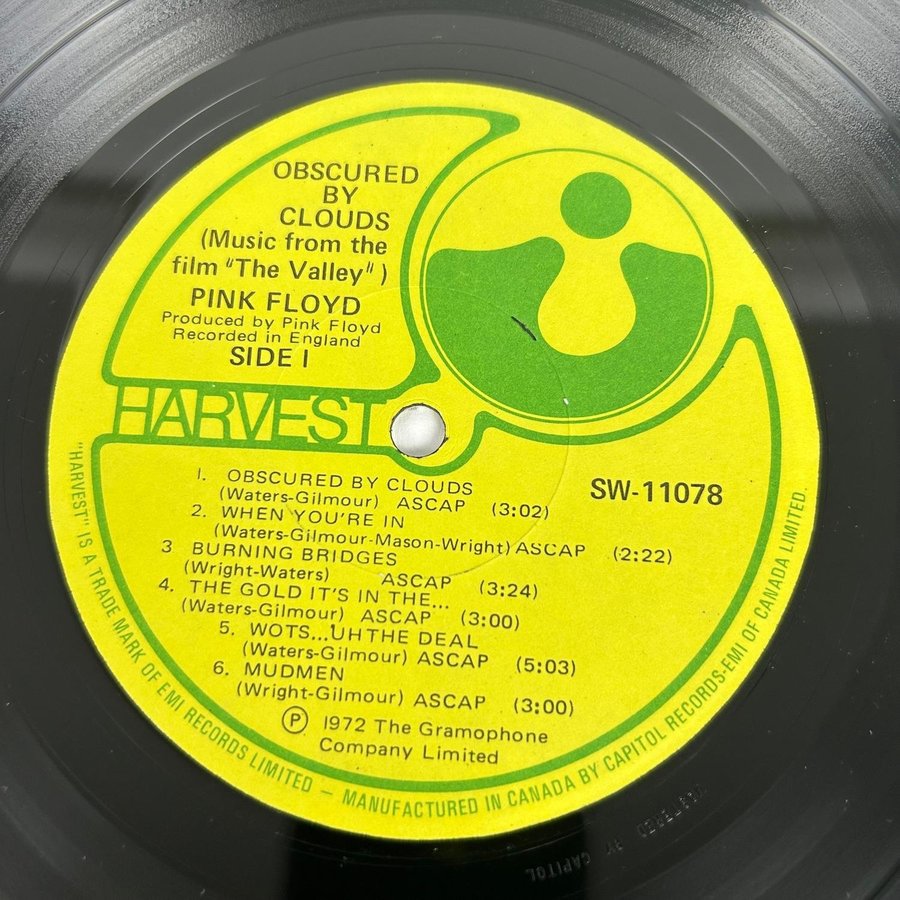 OBSCURED
BY
CLOUDS
(Music from the
film "The Valley")
PINK FLOYD
Produced by Pink Floyd
Recorded in England
SIDE I
HARVEST
SW-11078
1. OBSCURED BY CLOUDS
(Waters-Gilmour) ASCAP (3:02)
2. WHEN YOU'RE IN
(Waters-Gilmour-Mason-Wright) ASCAP (2:22)
3 BURNING BRIDGES
(Wright-Waters) ASCAP (3:24)
4. THE GOLD IT'S IN THE...
(Waters-Gilmour) ASCAP (3:00)
5. WOTS...UHTHE DEAL
(Waters-Gilmour) ASCAP (5:03)
6. MUDMEN
(Wright-Gilmour) ASCAP (3:00)
Ⓟ 1972 The Gramophone
Company Limited
"HARVEST" IS A TRADE MARK OF EMI RECORDS LIMITED — MANUFACTURED IN CANADA BY CAPITOL RECORDS-EMI OF CANADA LIMITED.
BY CAPITOL